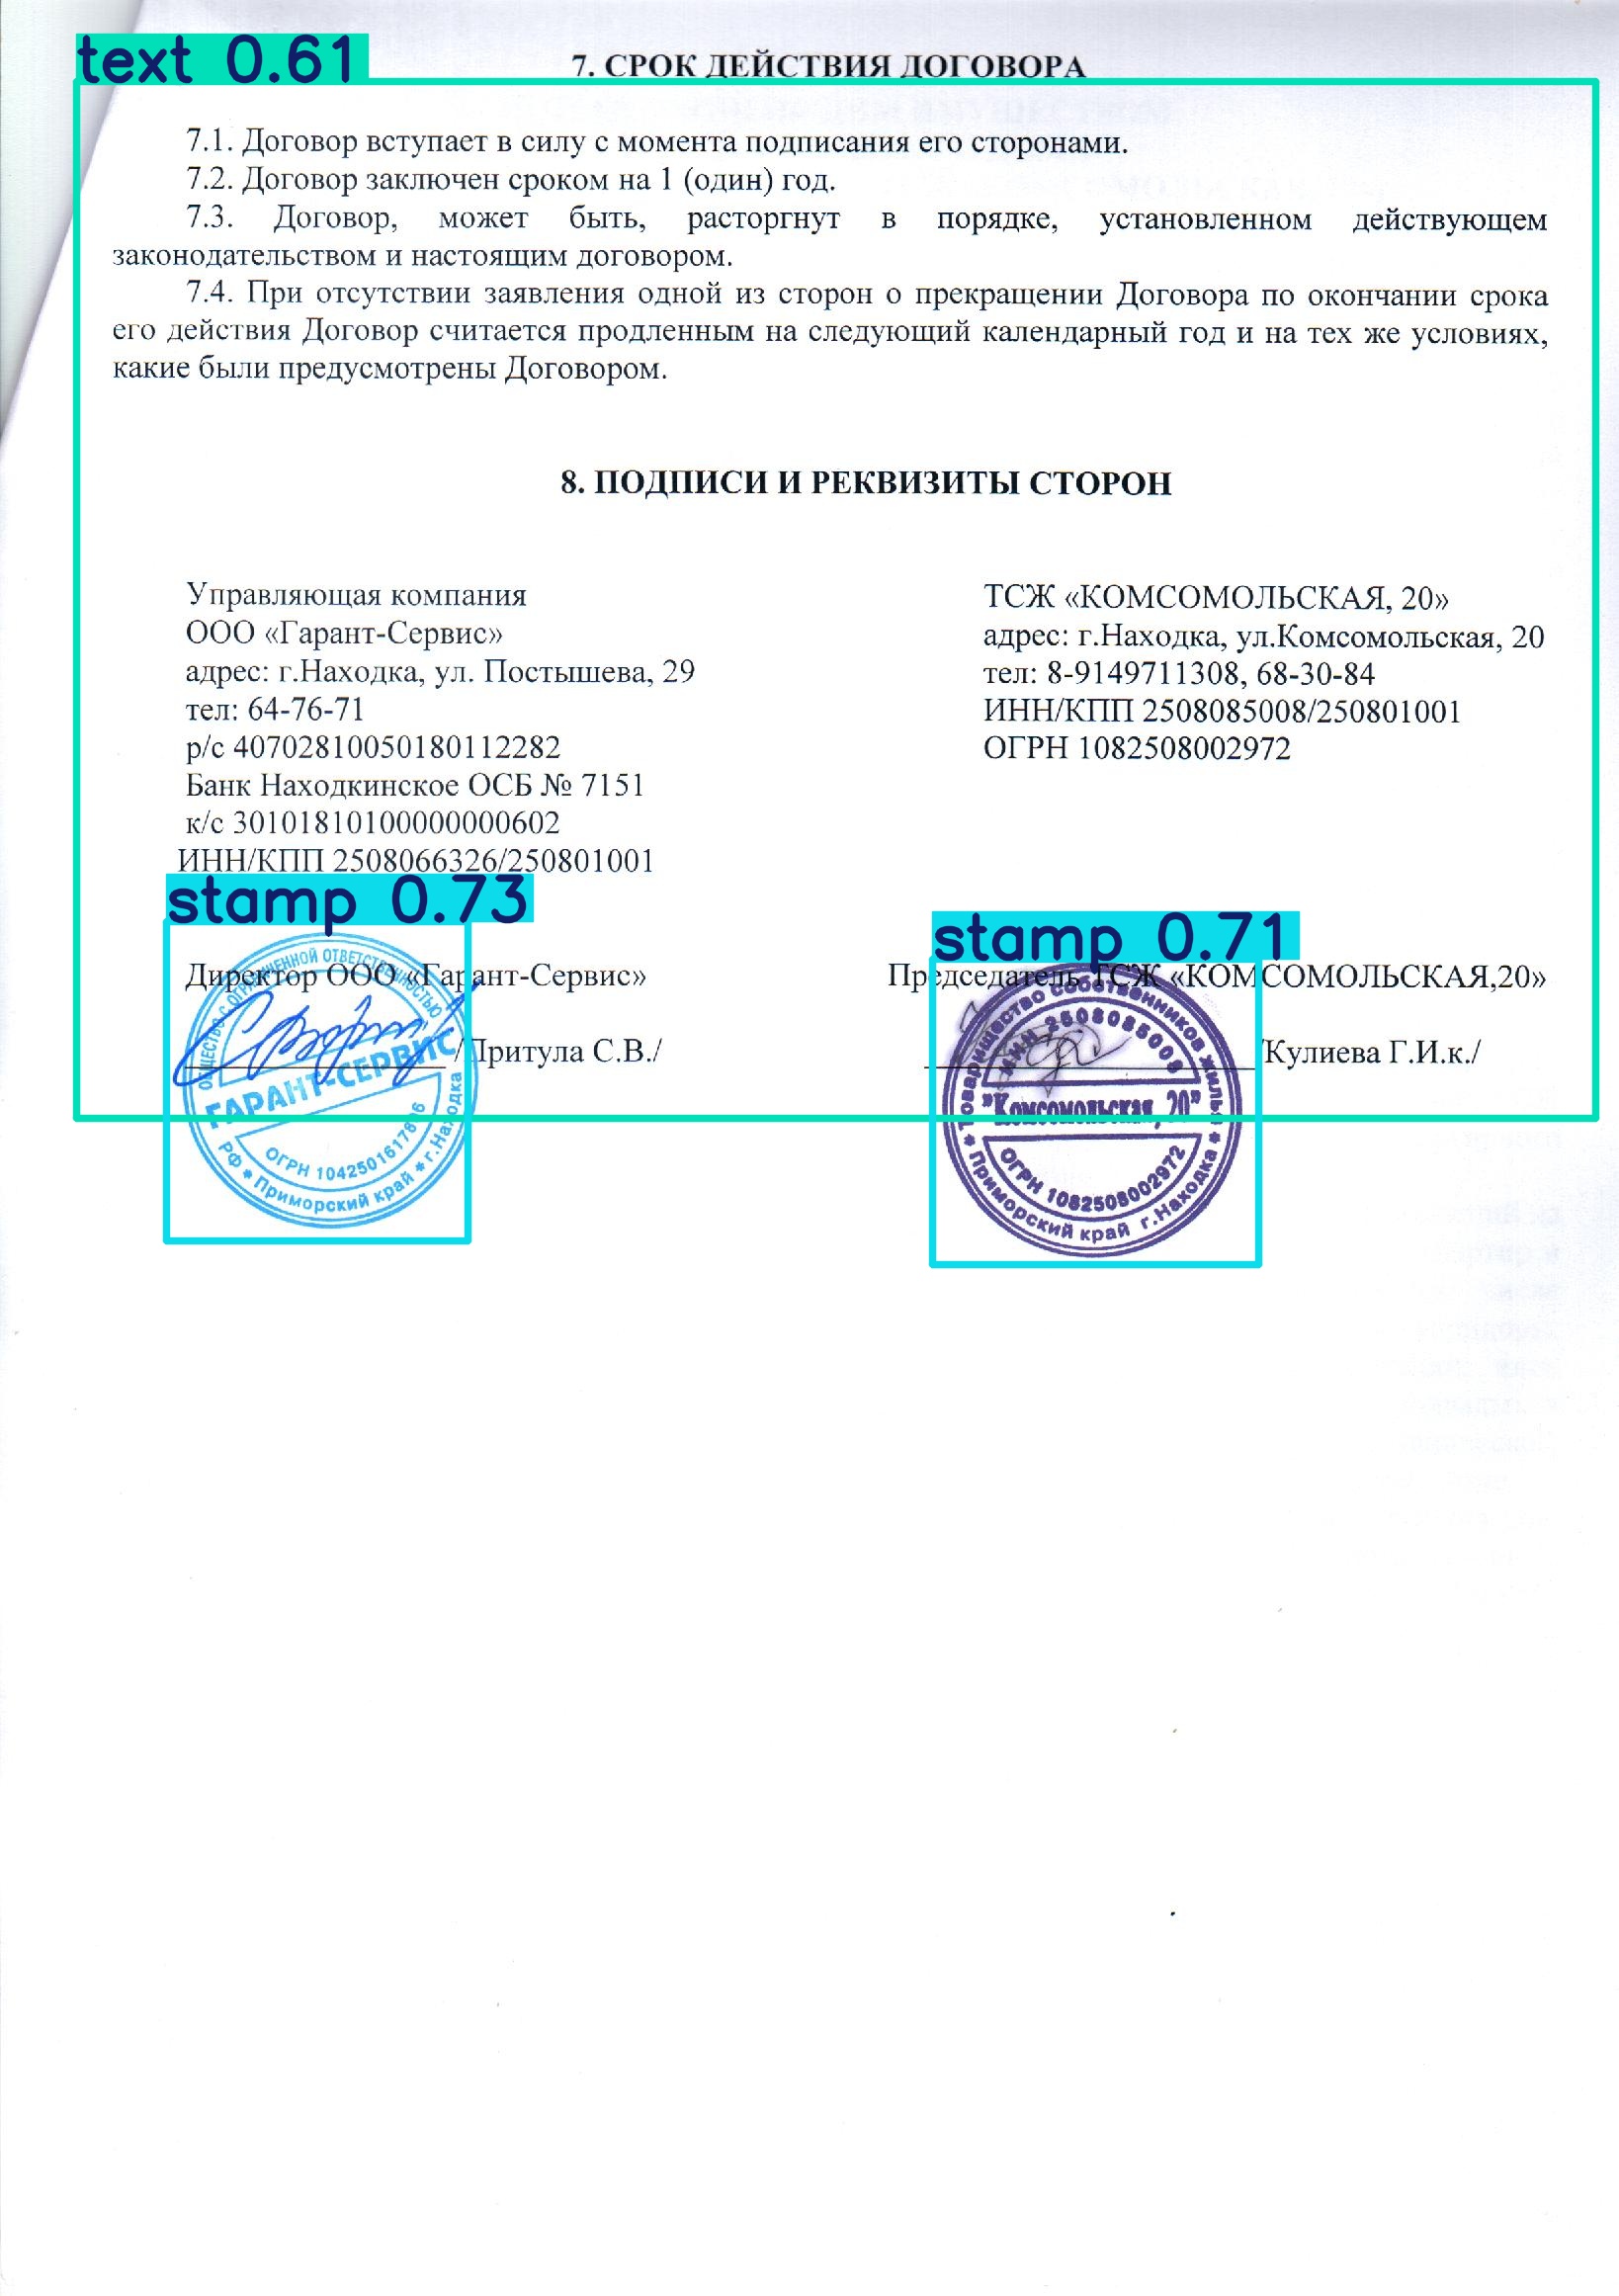 text 0.61
7. СРОК ДЕЙСТВИЯ ДОГОВОРА
7.1. Договор вступает в силу с момента подписания его сторонами.
7.2. Договор заключен сроком на 1 (один) год.
7.3. Договор, может быть, расторгнут в порядке, установленном действующем
законодательством и настоящим договором.
7.4. При отсутствии заявления одной из сторон о прекращении Договора по окончании срока
его действия Договор считается продленным на следующий календарный год и на тех же условиях,
какие были предусмотрены Договором.
8. ПОДПИСИ И РЕКВИЗИТЫ СТОРОН
Управляющая компания
ООО «Гарант-Сервис»
адрес: г.Находка, ул. Постышева, 29
тел: 64-76-71
р/с 40702810050180112282
Банк Находкинское ОСБ № 7151
к/с 30101810100000000602
ИНН/КПП 2508066326/250801001
ТСЖ «КОМСОМОЛЬСКАЯ, 20»
адрес: г.Находка, ул.Комсомольская, 20
тел: 8-9149711308, 68-30-84
ИНН/КПП 2508085008/250801001
ОГРН 1082508002972
stamp 0.73
Директор ООО «Гарант-Сервис»
/Притула С.В./
ОБЩЕСТВО С ОГРАНИЧЕННОЙ ОТВЕТСТВЕННОСТЬЮ
ГАРАНТ-СЕРВИС
РФ * Приморский край * г.Находка
stamp 0.71
Председатель ТСЖ «КОМСОМОЛЬСКАЯ,20»
/Кулиева Г.И.к./
Товарищество собственников жилья
ИНН 2508085008
"Комсомольская, 20"
ОГРН 1082508002972
* Приморский край г.Находка *